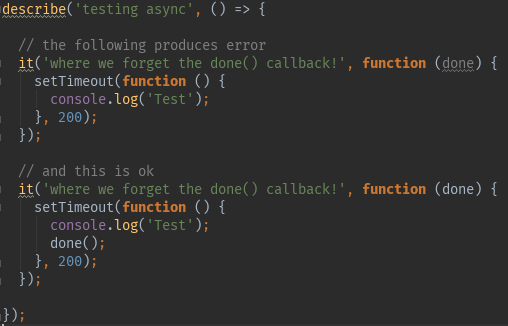 describe('testing async', () => {
// the following produces error
it('where we forget the done() callback!', function (done) {
setTimeout(function () {
console.log('Test');
}, 200);
});
// and this is ok
it('where we forget the done() callback!', function (done) {
setTimeout(function () {
console.log('Test');
done();
}, 200);
});
});